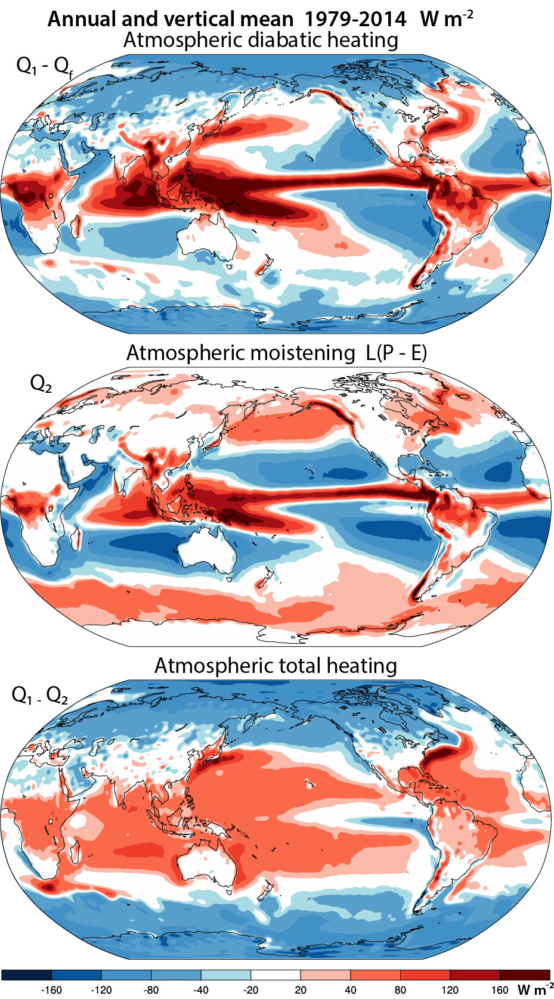 Annual and vertical mean 1979-2014 W m-2
Atmospheric diabatic heating
Q1 - Qf
Atmospheric moistening L(P - E)
Q2
Atmospheric total heating
Q1 - Q2
-160 -120 -80 -40 -20 20 40 80 120 160 W m-2